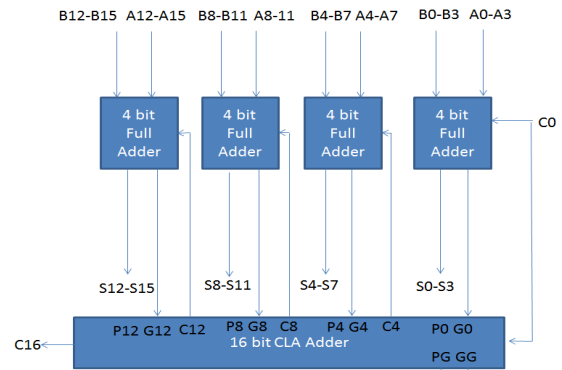 B12-B15 A12-A15 B8-B11 A8-11 B4-B7 A4-A7 B0-B3 A0-A3
4 bit Full Adder
4 bit Full Adder
4 bit Full Adder
4 bit Full Adder
C0
S12-S15 S8-S11 S4-S7 S0-S3
P12 G12 C12 P8 G8 C8 P4 G4 C4 P0 G0
C16
16 bit CLA Adder
PG GG